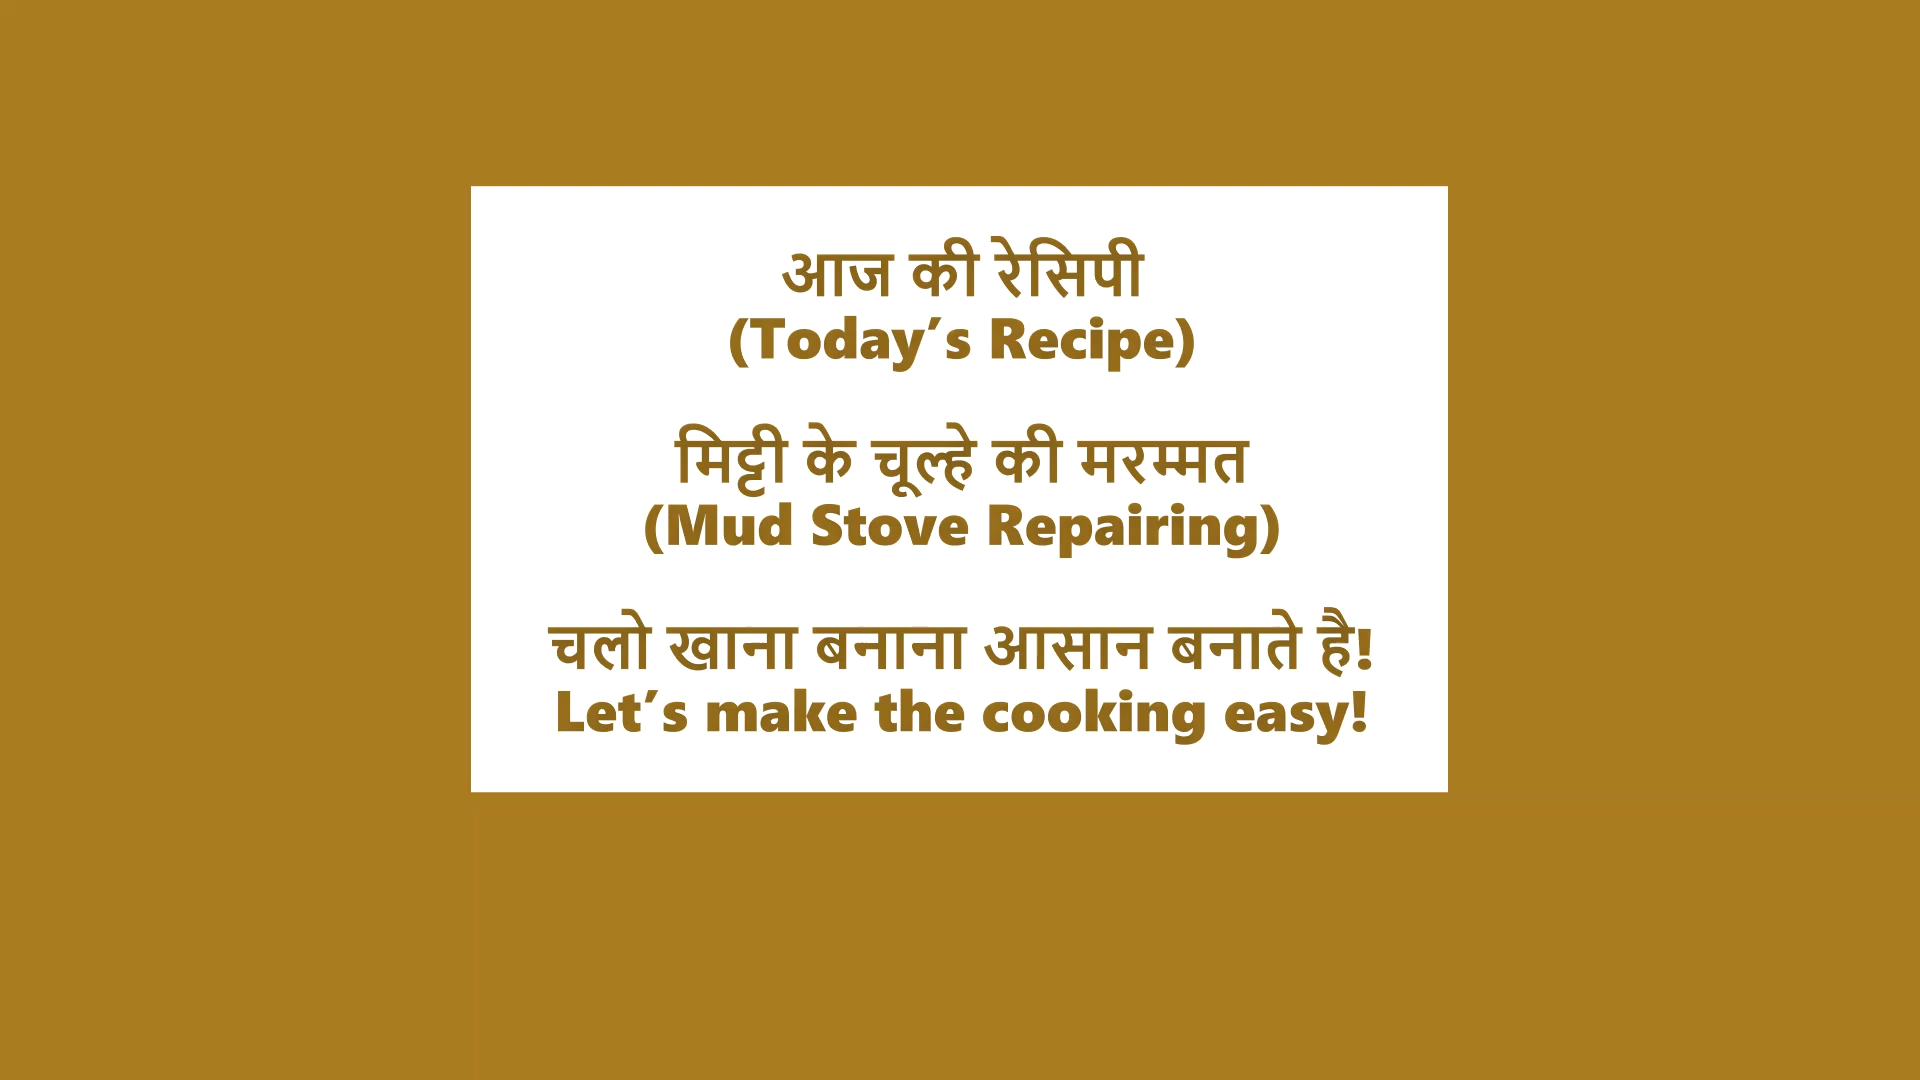 आज की रेसिपी
(Today’s Recipe)
मिट्टी के चूल्हे की मरम्मत
(Mud Stove Repairing)
चलो खाना बनाना आसान बनाते है!
Let’s make the cooking easy!